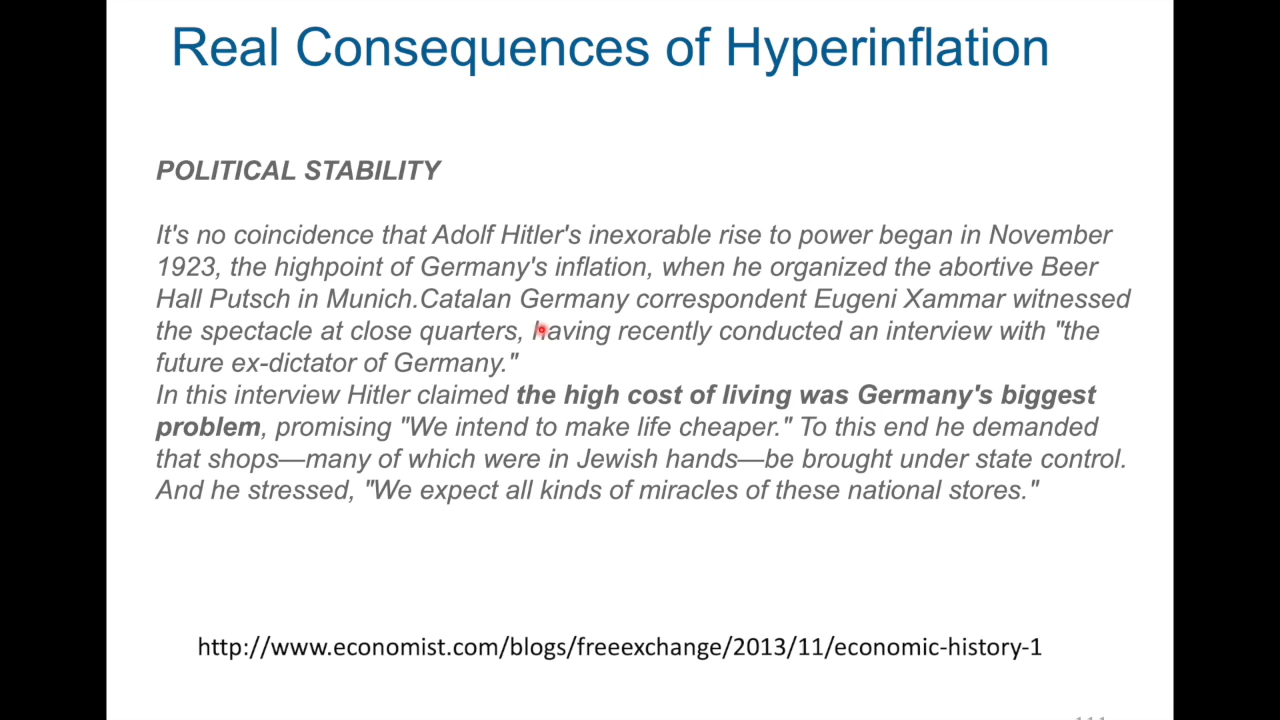 Real Consequences of Hyperinflation
POLITICAL STABILITY
It's no coincidence that Adolf Hitler's inexorable rise to power began in November
1923, the highpoint of Germany's inflation, when he organized the abortive Beer
Hall Putsch in Munich.Catalan Germany correspondent Eugeni Xammar witnessed
the spectacle at close quarters, having recently conducted an interview with "the
future ex-dictator of Germany."
In this interview Hitler claimed the high cost of living was Germany's biggest
problem, promising "We intend to make life cheaper." To this end he demanded
that shops—many of which were in Jewish hands—be brought under state control.
And he stressed, "We expect all kinds of miracles of these national stores."
http://www.economist.com/blogs/freeexchange/2013/11/economic-history-1